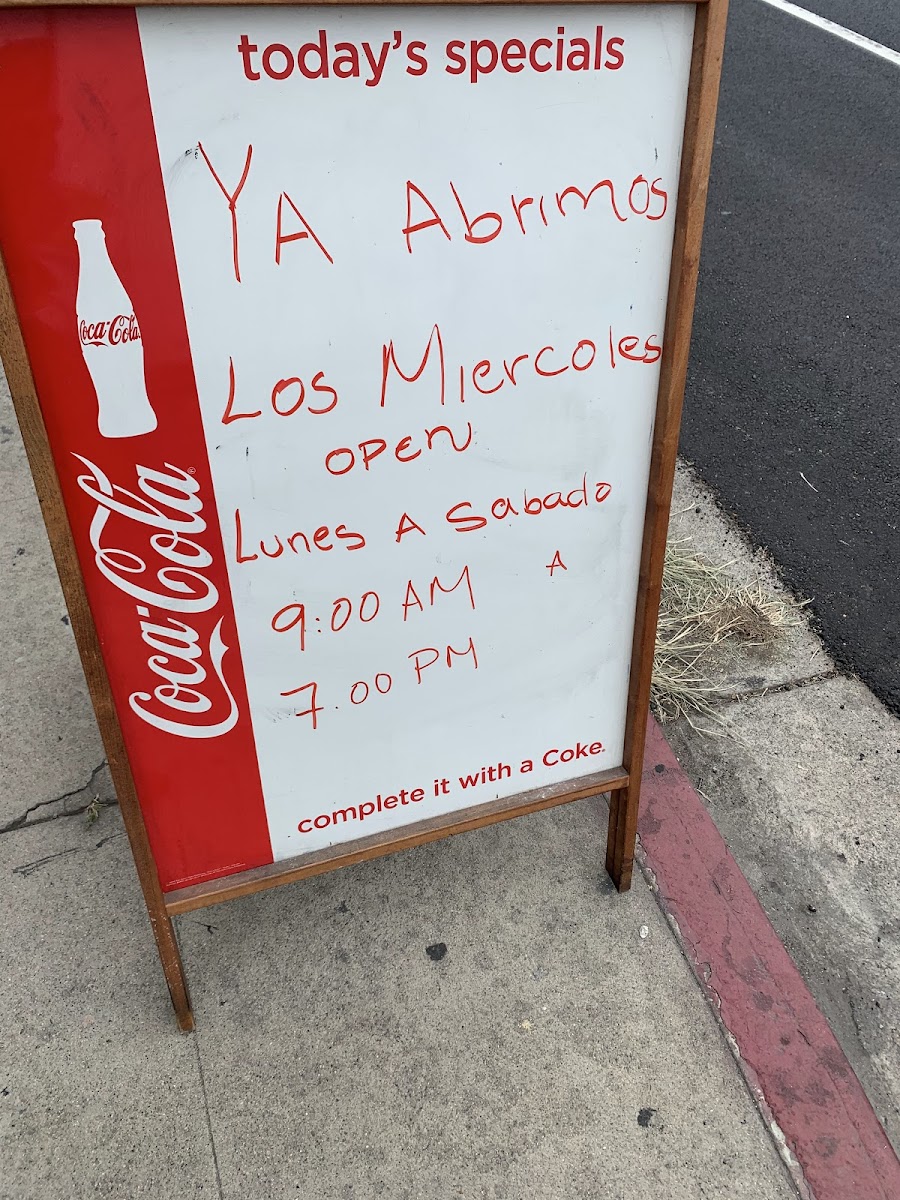 today's specials
YA Abrimos
Los Miercoles
OPEN
Lunes A Sabado
9:00 AM A
7.00 PM
complete it with a Coke.
Coca-Cola
Coca-Cola®